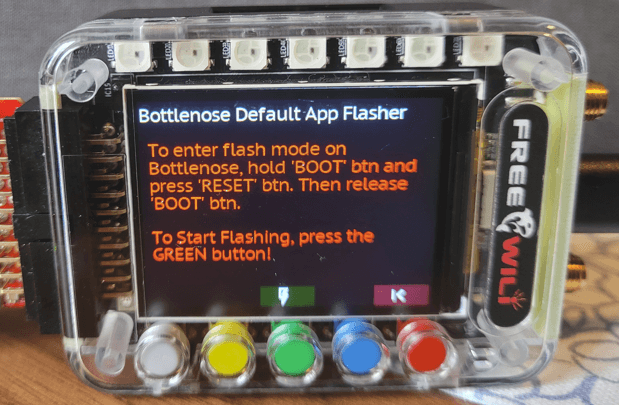 Bottlenose Default App Flasher
To enter flash mode on
Bottlenose, hold 'BOOT' btn and
press 'RESET' btn. Then release
'BOOT' btn.
To Start Flashing, press the
GREEN button!
FREE WILI
IC15